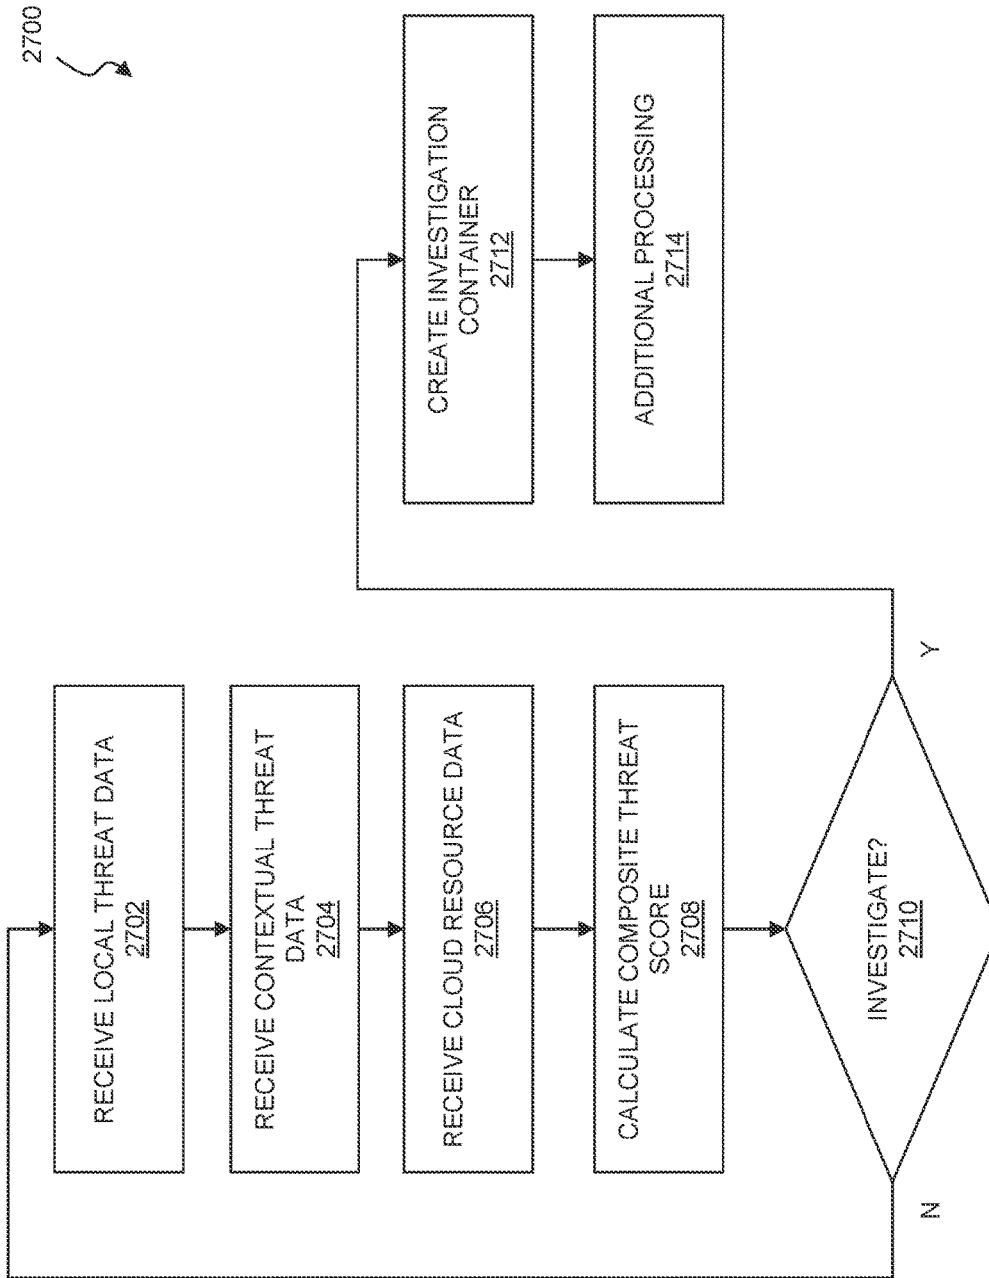 2700
RECEIVE LOCAL THREAT DATA
2702
RECEIVE CONTEXTUAL THREAT
DATA
2704
RECEIVE CLOUD RESOURCE DATA
2706
CALCULATE COMPOSITE THREAT
SCORE
2708
INVESTIGATE?
2710
N
Y
CREATE INVESTIGATION
CONTAINER
2712
ADDITIONAL PROCESSING
2714